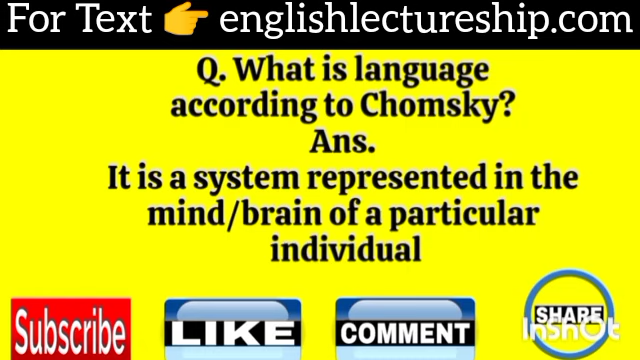 For Text 👉 englishlectureship.com
Q. What is language
according to Chomsky?
Ans.
It is a system represented in the
mind/brain of a particular
individual
Subscribe
LIKE
COMMENT
SHARE
InShOt